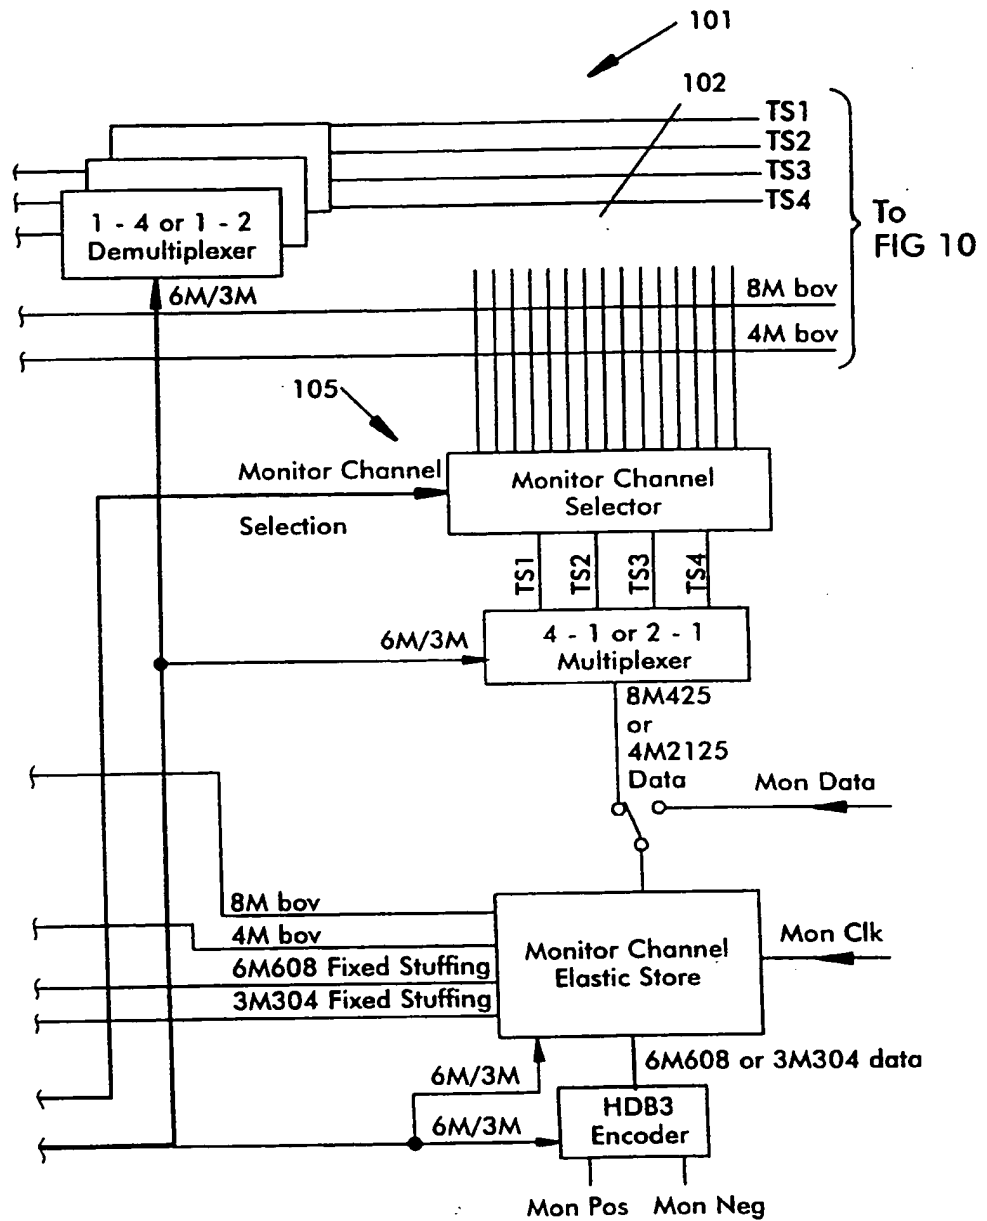 101
102
TS1
TS2
TS3
TS4
1 - 4 or 1 - 2
Demultiplexer
To
FIG 10
6M/3M
8M bov
4M bov
105
Monitor Channel
Selection
Monitor Channel
Selector
TS1
TS2
TS3
TS4
6M/3M
4 - 1 or 2 - 1
Multiplexer
8M425
or
4M2125
Data
Mon Data
8M bov
4M bov
6M608 Fixed Stuffing
3M304 Fixed Stuffing
Monitor Channel
Elastic Store
Mon Clk
6M/3M
6M608 or 3M304 data
6M/3M
HDB3
Encoder
Mon Pos
Mon Neg